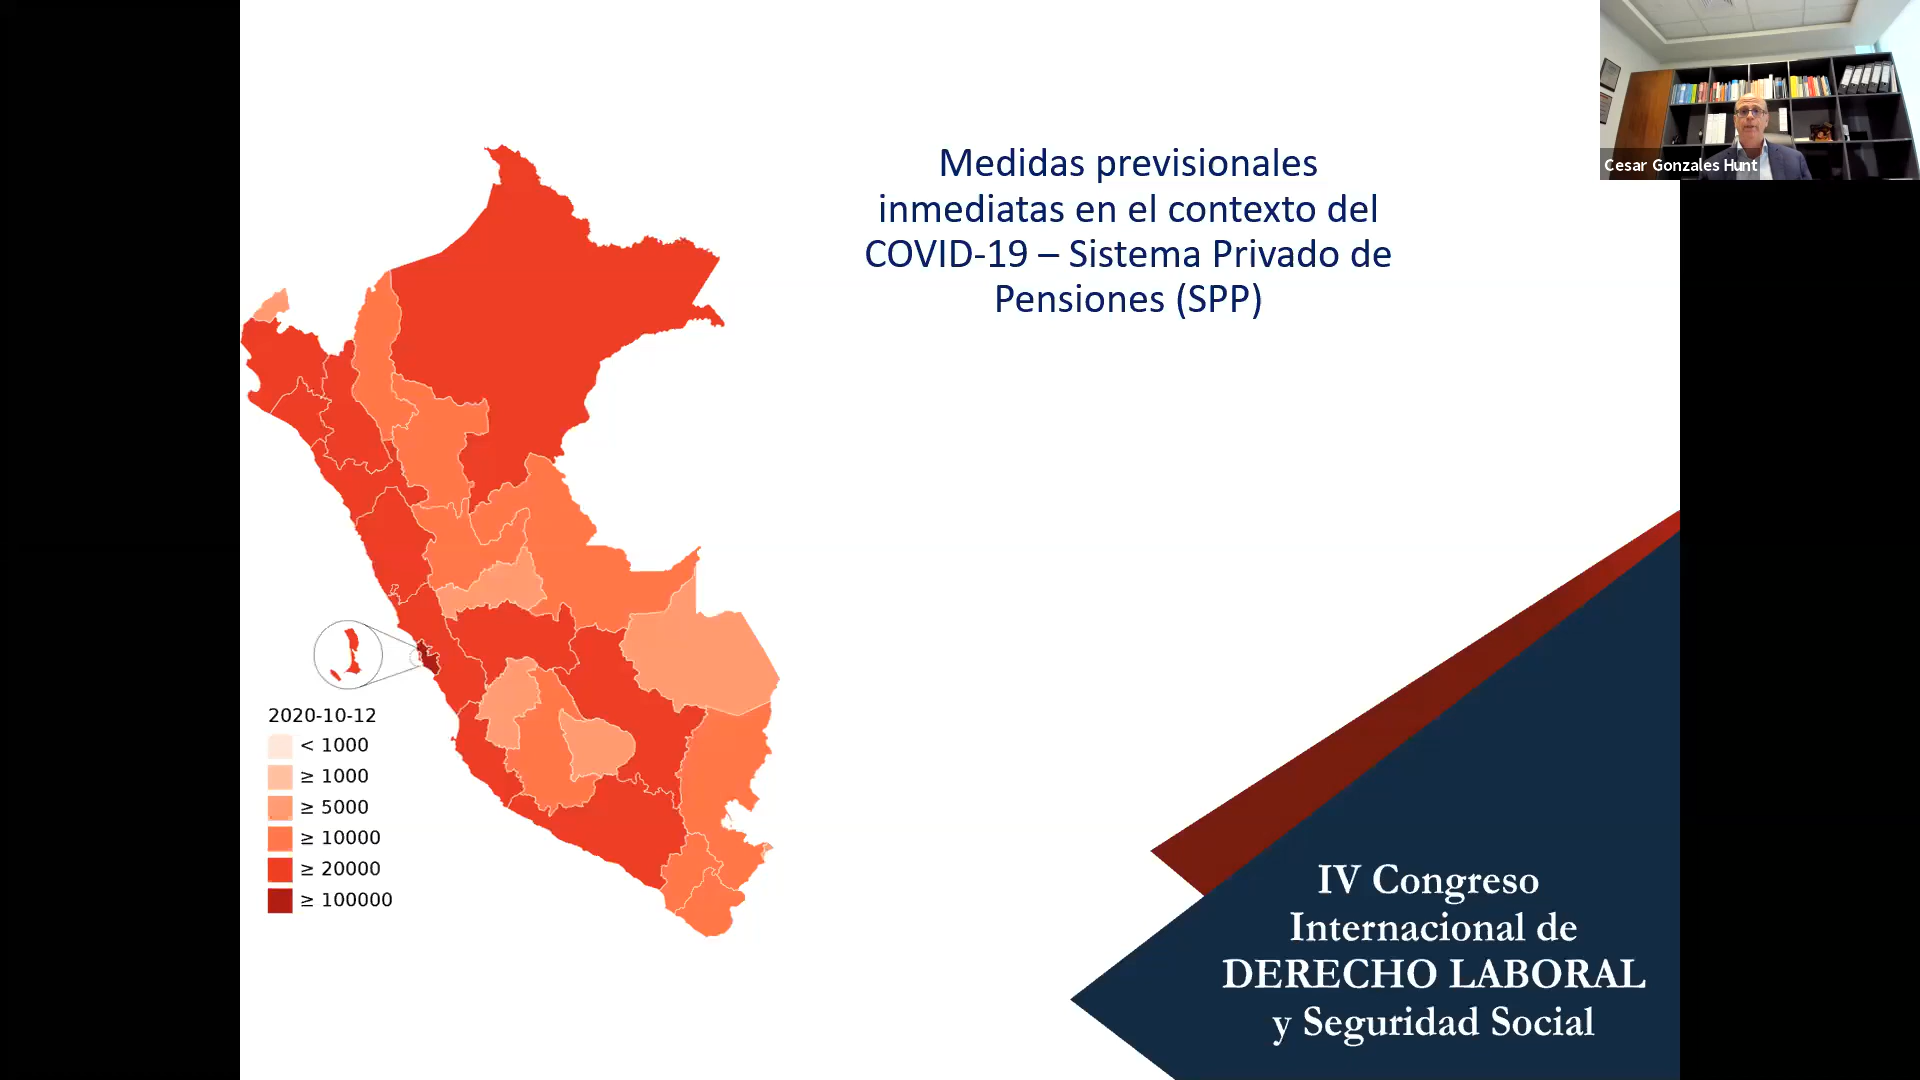 Medidas previsionales
inmediatas en el contexto del
COVID-19 – Sistema Privado de
Pensiones (SPP)
Cesar Gonzales Hunt
2020-10-12
< 1000
≥ 1000
≥ 5000
≥ 10000
≥ 20000
≥ 100000
IV Congreso
Internacional de
DERECHO LABORAL
y Seguridad Social